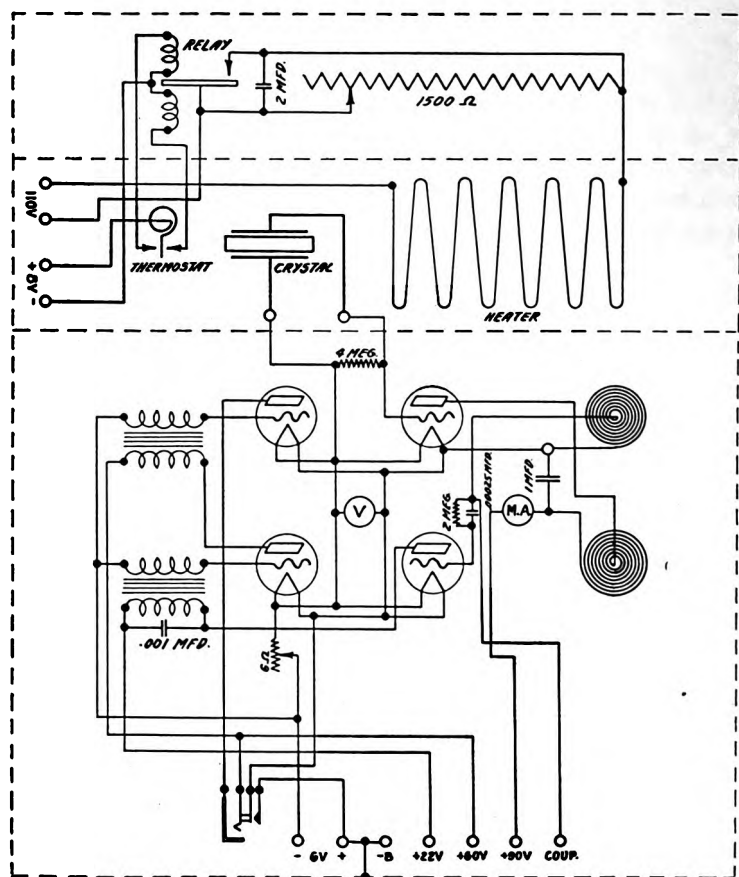 RELAY
2 MFD.
1500 Ω
110V
+
6V
-
THERMOSTAT
CRYSTAL
HEATER
4 MEG.
.00025 MFD.
1 MFD.
2 MEG.
V
M.A
.001 MFD.
6Ω
- 6V + -B +22V +80V +90V COUP.